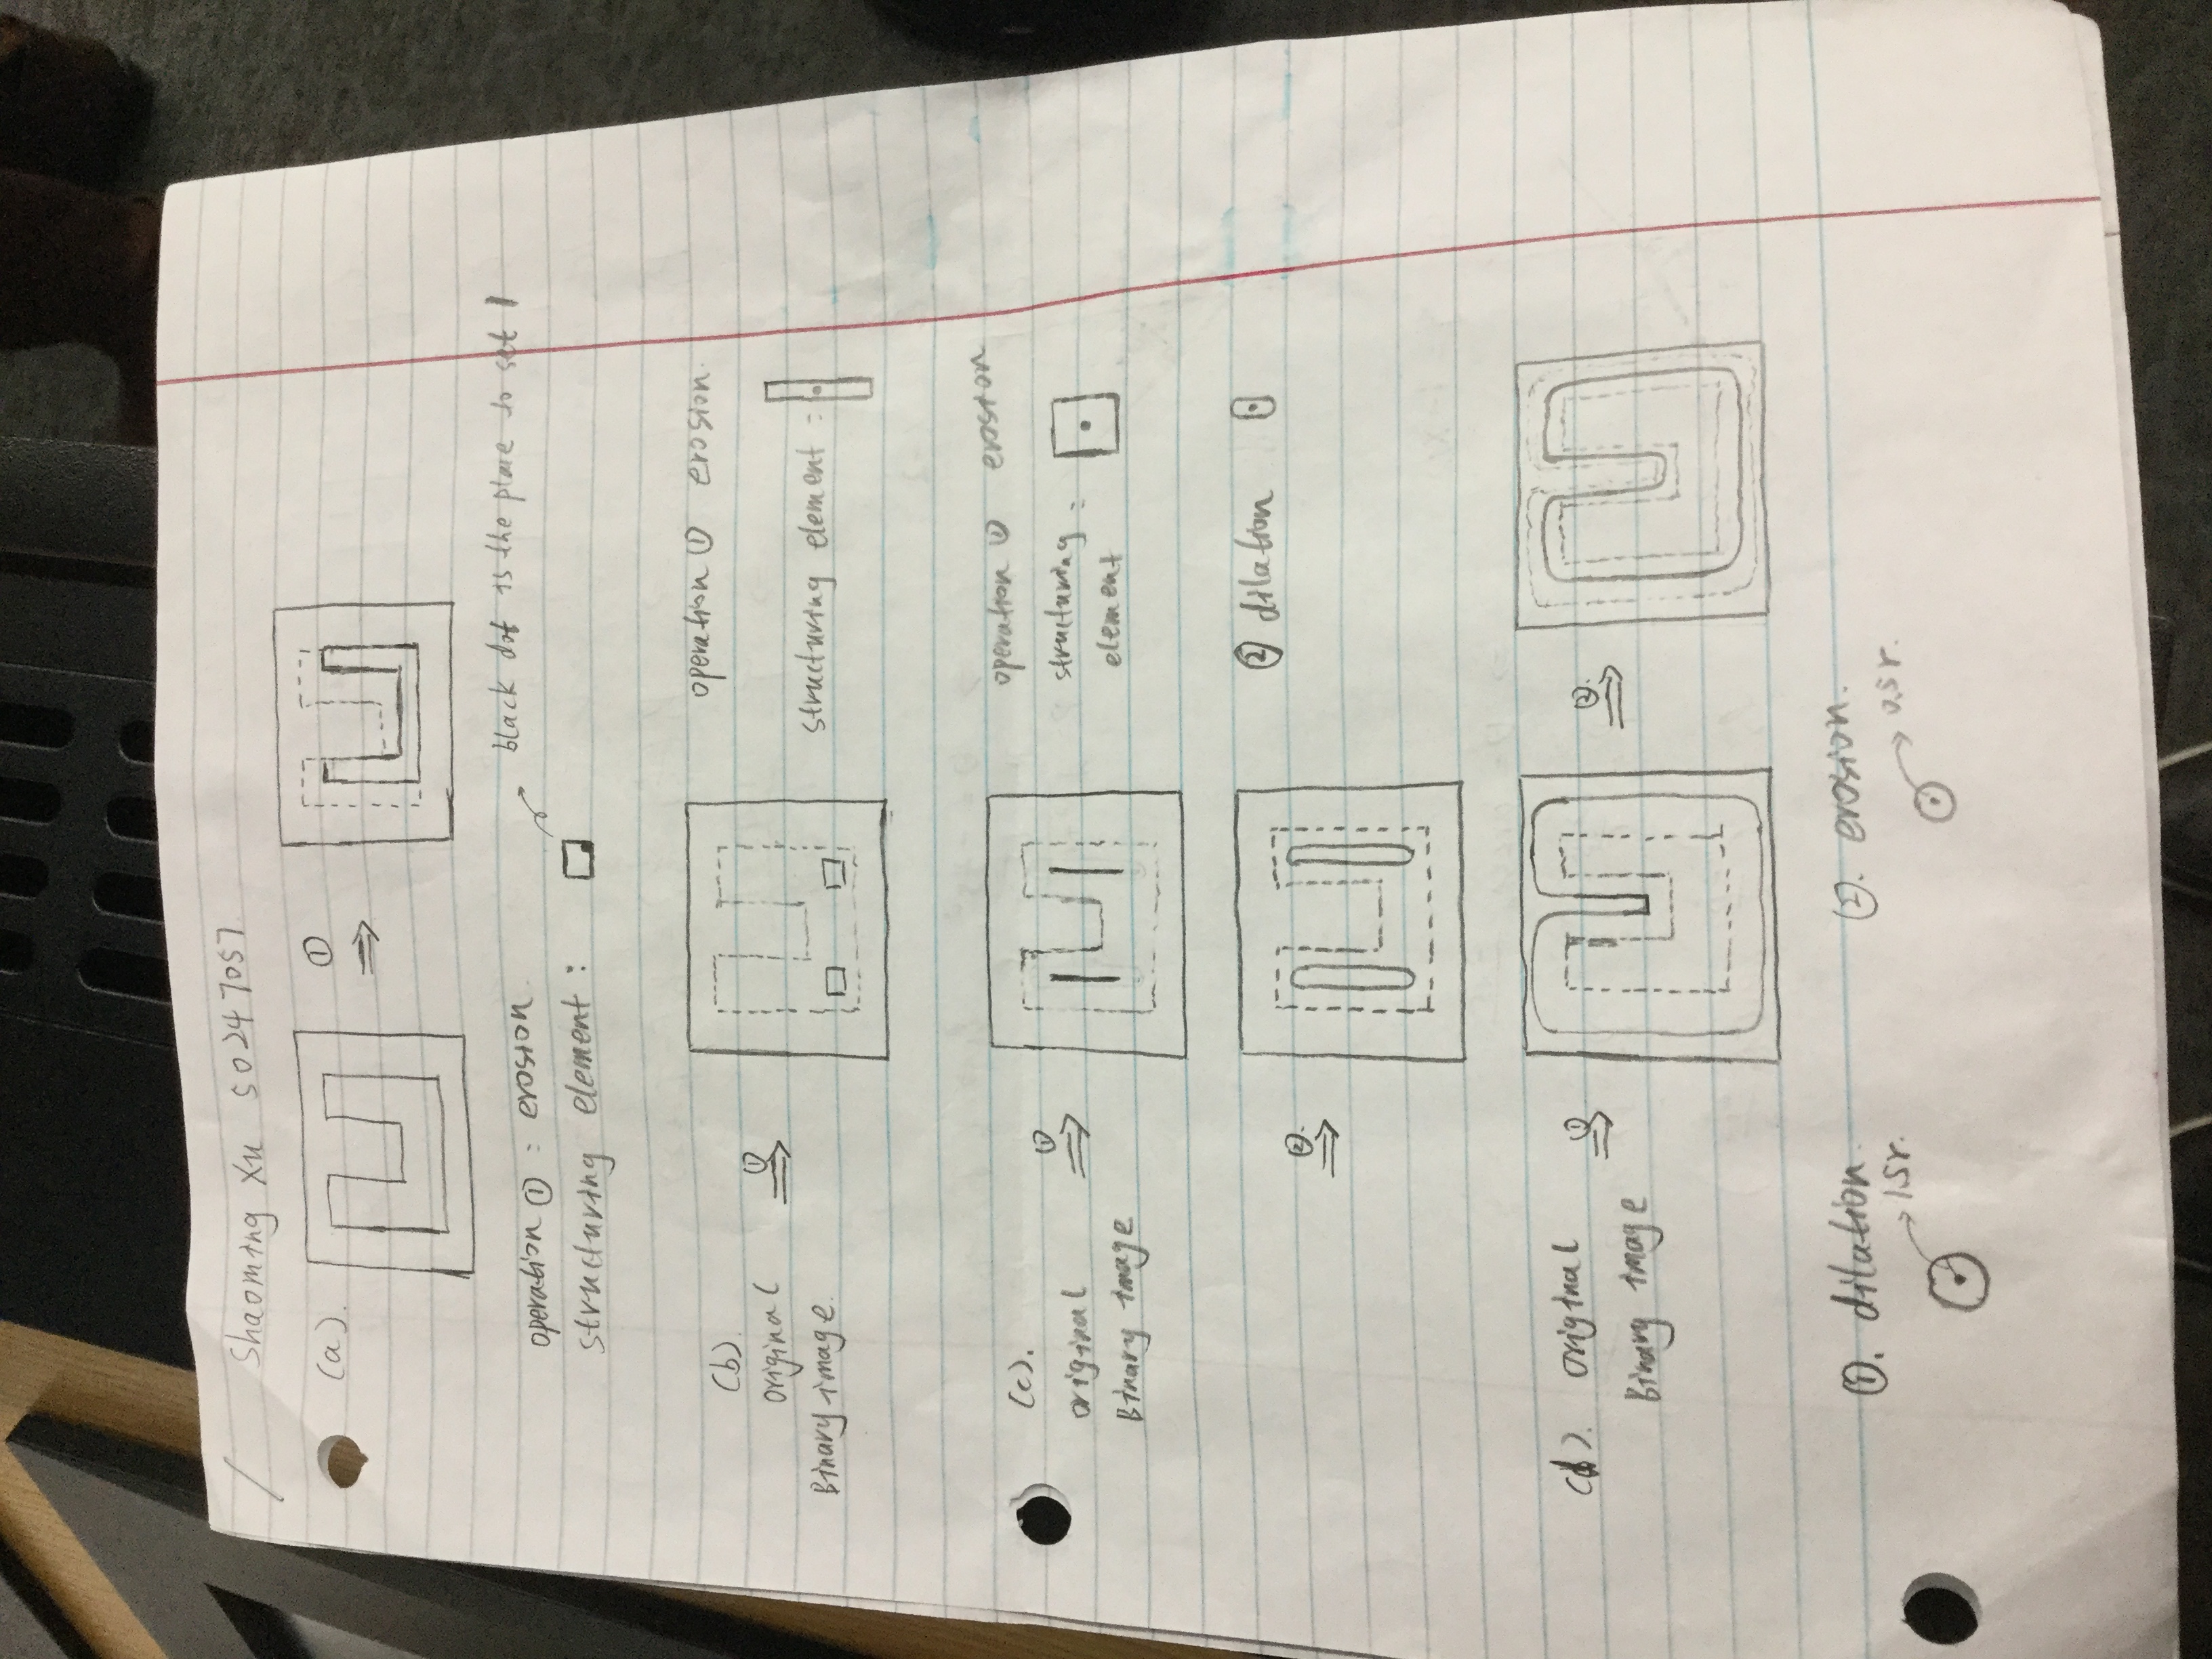 / Shaoming Xu 50247057
(a).
①
operation ① : erosion
black dot is the place to set 1
structuring element :
(b).
original
Binary image.
①
operation ① erosion.
structuring element :
(c).
original
Binary image
①
operation ① erosion
structuring :
element
②.
② dilation
(d). original
Binary image
①
②.
①. dilation
②. erosion.
1.5r.
0.5r.